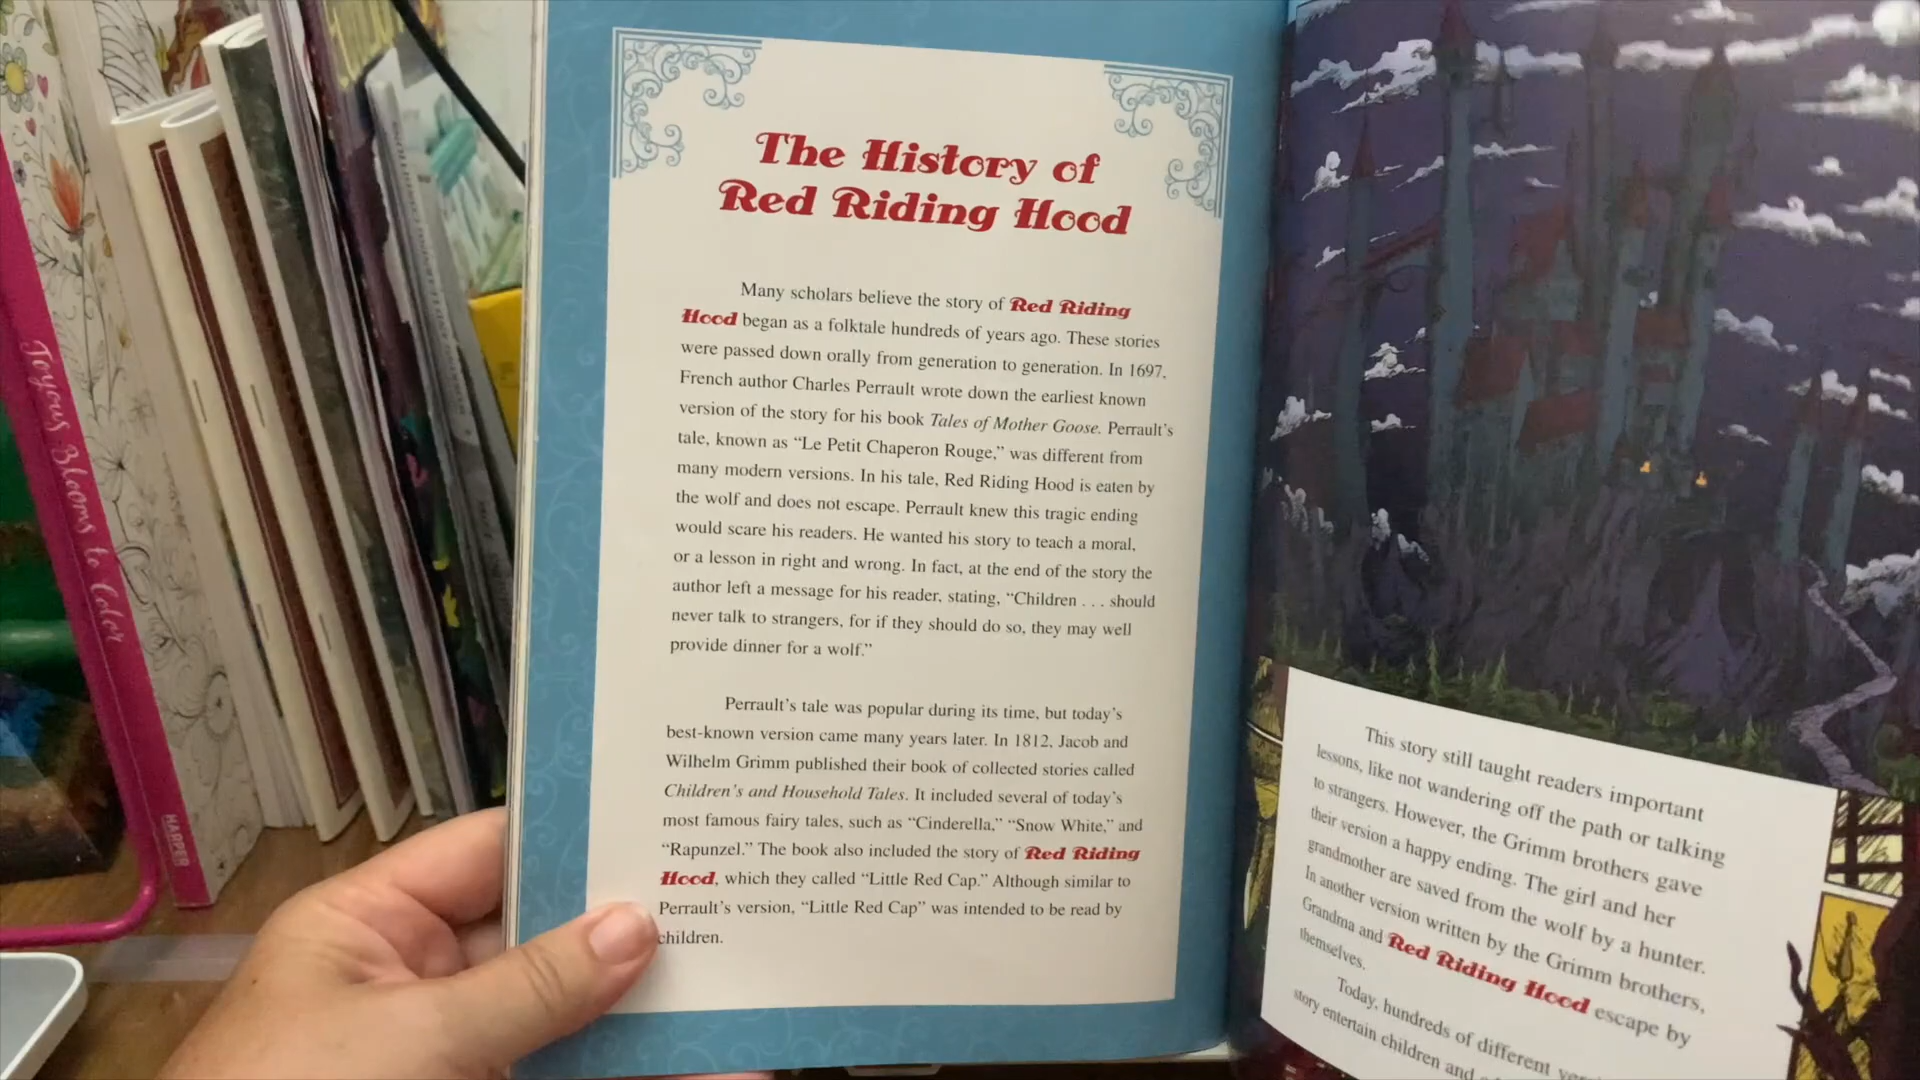 Joyous Blooms to Color
HARPER
The History of
Red Riding Hood
Many scholars believe the story of Red Riding
Hood began as a folktale hundreds of years ago. These stories
were passed down orally from generation to generation. In 1697,
French author Charles Perrault wrote down the earliest known
version of the story for his book Tales of Mother Goose. Perrault's
tale, known as “Le Petit Chaperon Rouge,” was different from
many modern versions. In his tale, Red Riding Hood is eaten by
the wolf and does not escape. Perrault knew this tragic ending
would scare his readers. He wanted his story to teach a moral,
or a lesson in right and wrong. In fact, at the end of the story the
author left a message for his reader, stating, “Children . . . should
never talk to strangers, for if they should do so, they may well
provide dinner for a wolf.”
Perrault's tale was popular during its time, but today's
best-known version came many years later. In 1812, Jacob and
Wilhelm Grimm published their book of collected stories called
Children's and Household Tales. It included several of today's
most famous fairy tales, such as “Cinderella,” “Snow White,” and
“Rapunzel.” The book also included the story of Red Riding
Hood, which they called “Little Red Cap.” Although similar to
Perrault's version, “Little Red Cap” was intended to be read by
children.
This story still taught readers important
lessons, like not wandering off the path or talking
to strangers. However, the Grimm brothers gave
their version a happy ending. The girl and her
grandmother are saved from the wolf by a hunter.
In another version written by the Grimm brothers,
Grandma and Red Riding Hood escape by
themselves.
Today, hundreds of different
story entertain children and